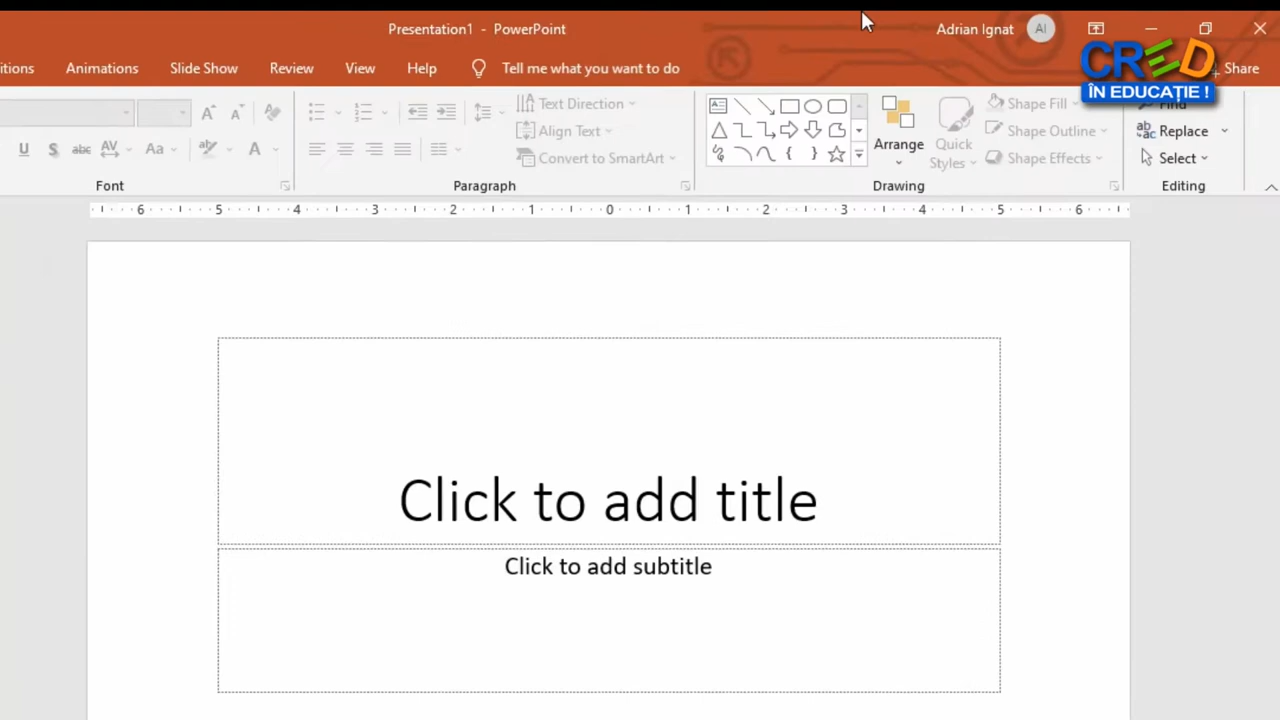 Presentation1 - PowerPoint
Adrian Ignat
AI
CRED
ÎN EDUCAȚIE !
itions
Animations
Slide Show
Review
View
Help
Tell me what you want to do
Share
Text Direction
Shape Fill
Find
Align Text
Arrange
Quick
Styles
Shape Outline
Replace
U
S
abc
AV
Aa
A
Convert to SmartArt
Shape Effects
Select
Font
Paragraph
Drawing
Editing
6 5 4 3 2 1 0 1 2 3 4 5 6
Click to add title
Click to add subtitle